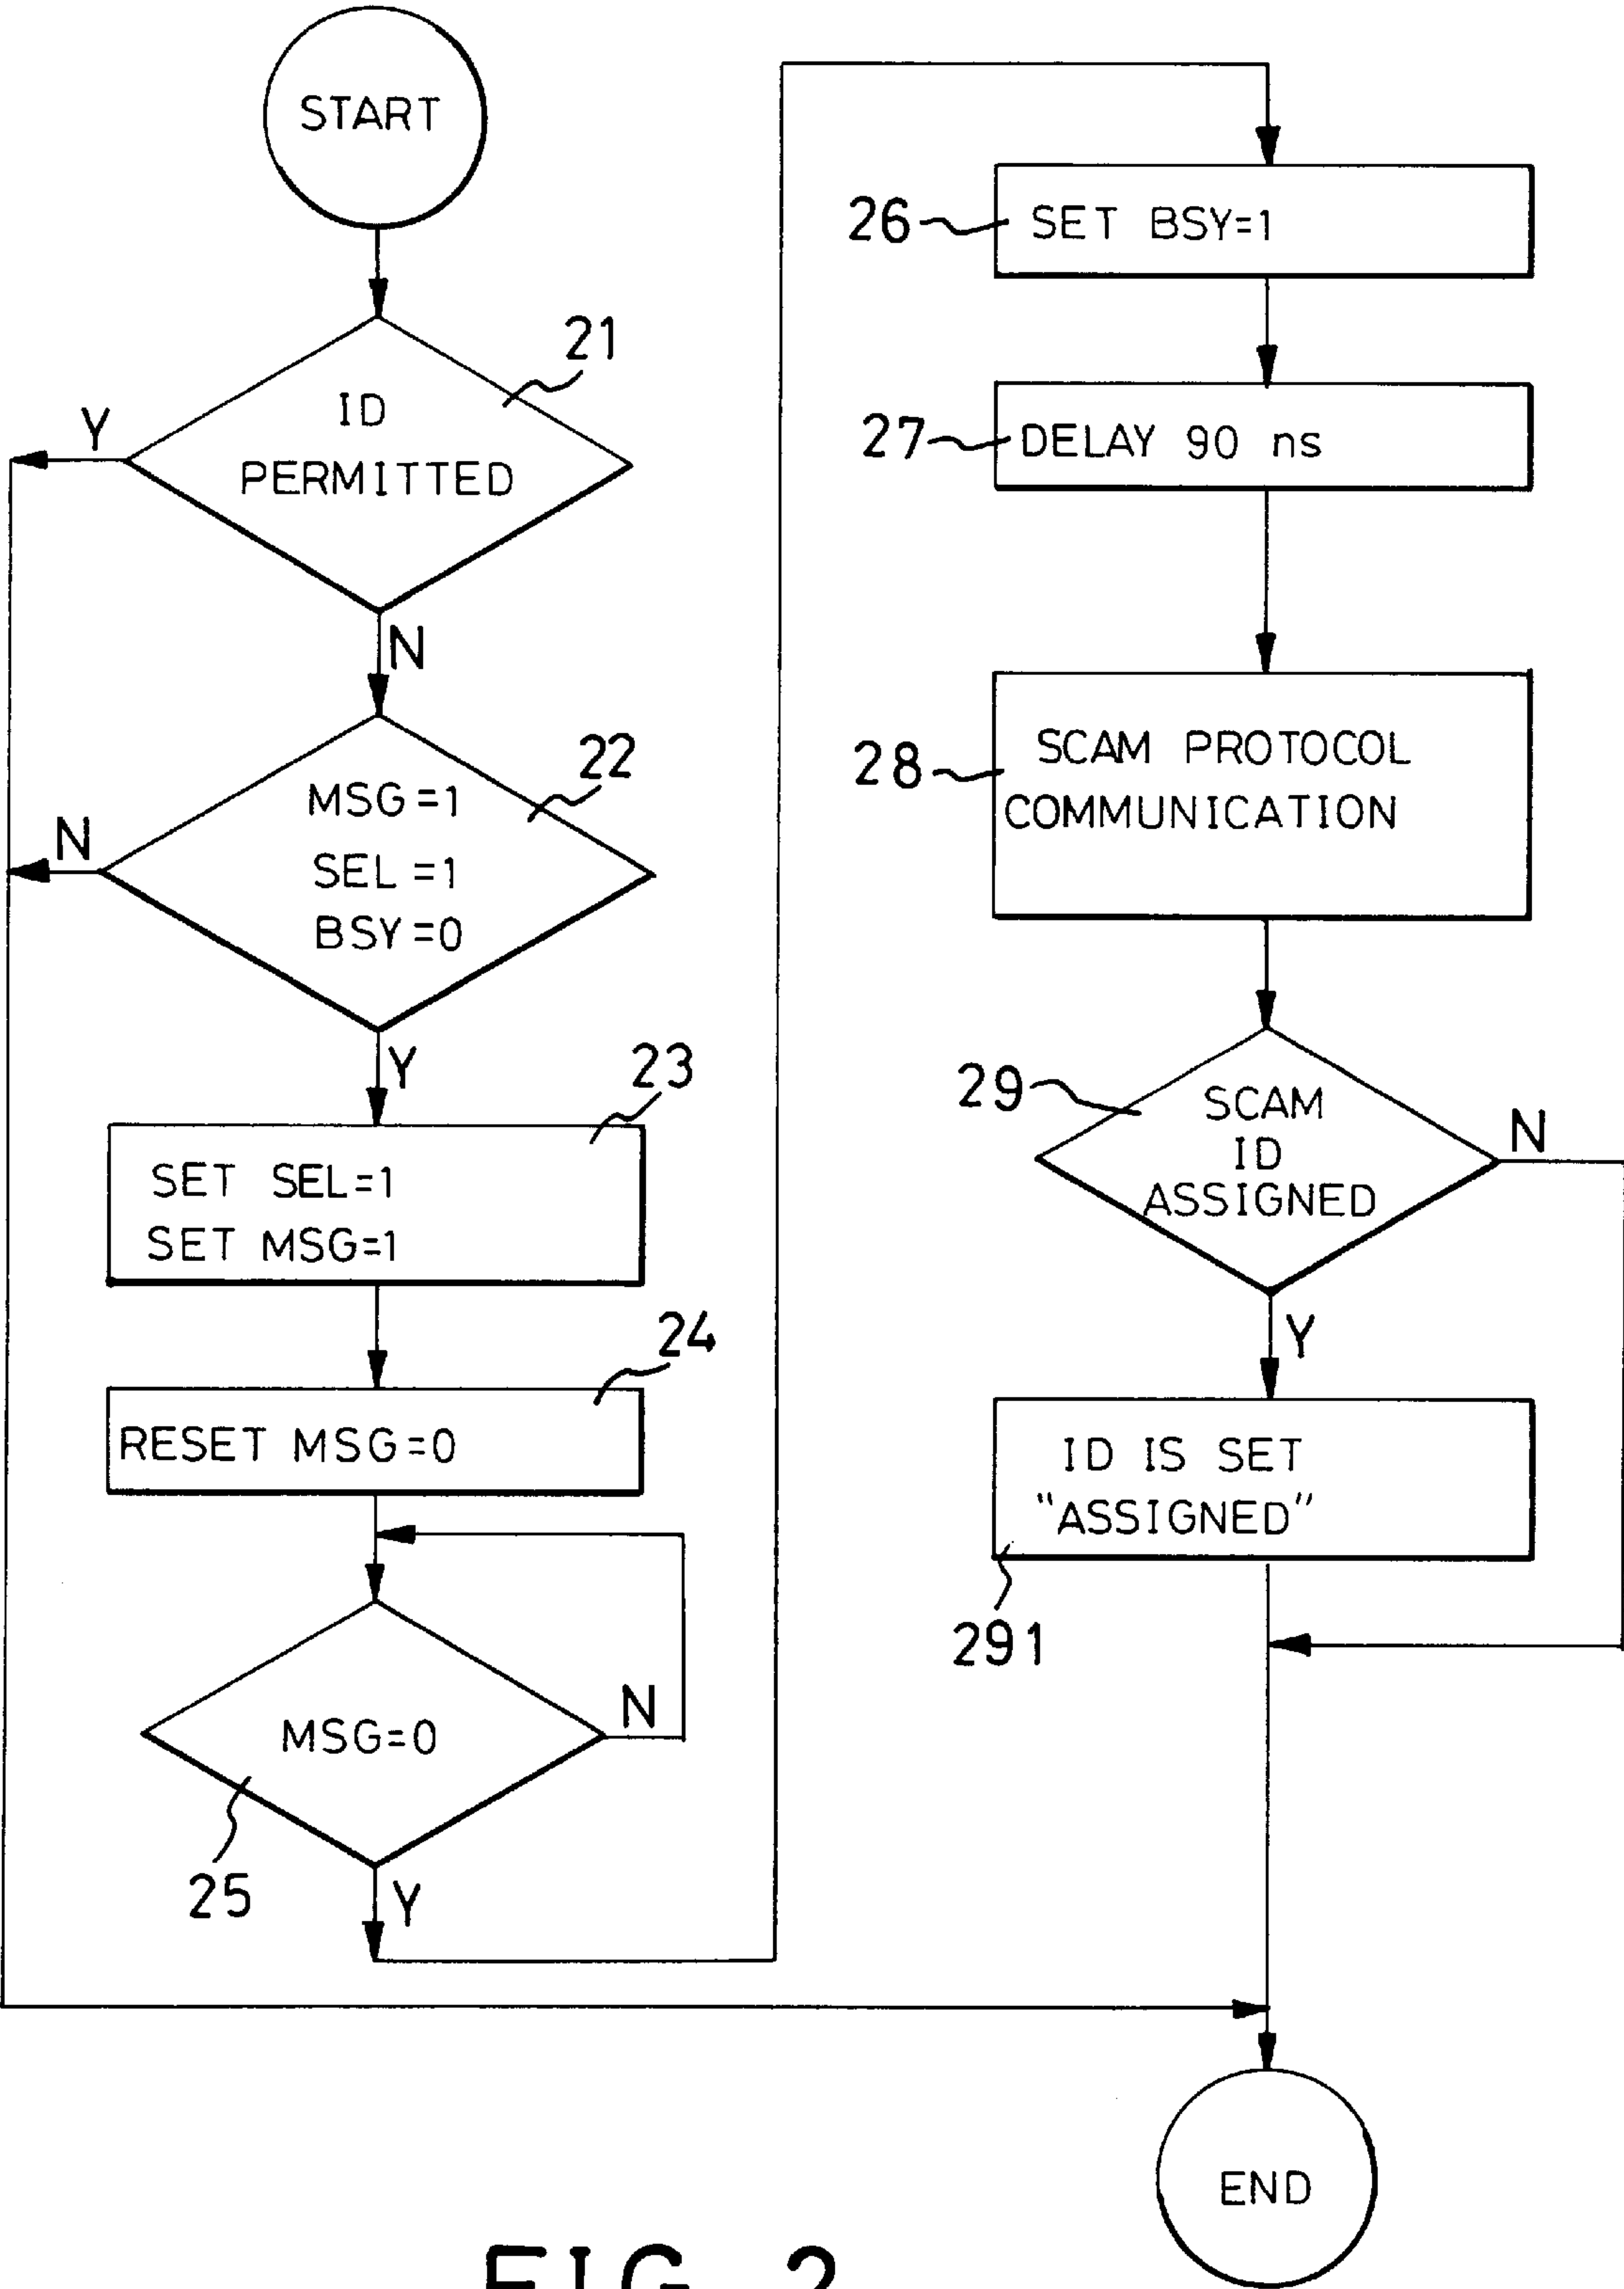 START
21
ID
PERMITTED
Y
N
22
MSG=1
SEL=1
BSY=0
N
Y
23
SET SEL=1
SET MSG=1
24
RESET MSG=0
MSG=0
N
25
Y
26
SET BSY=1
27
DELAY 90 ns
28
SCAM PROTOCOL
COMMUNICATION
29
SCAM
ID
ASSIGNED
N
Y
ID IS SET
"ASSIGNED"
291
END
FIG. 2